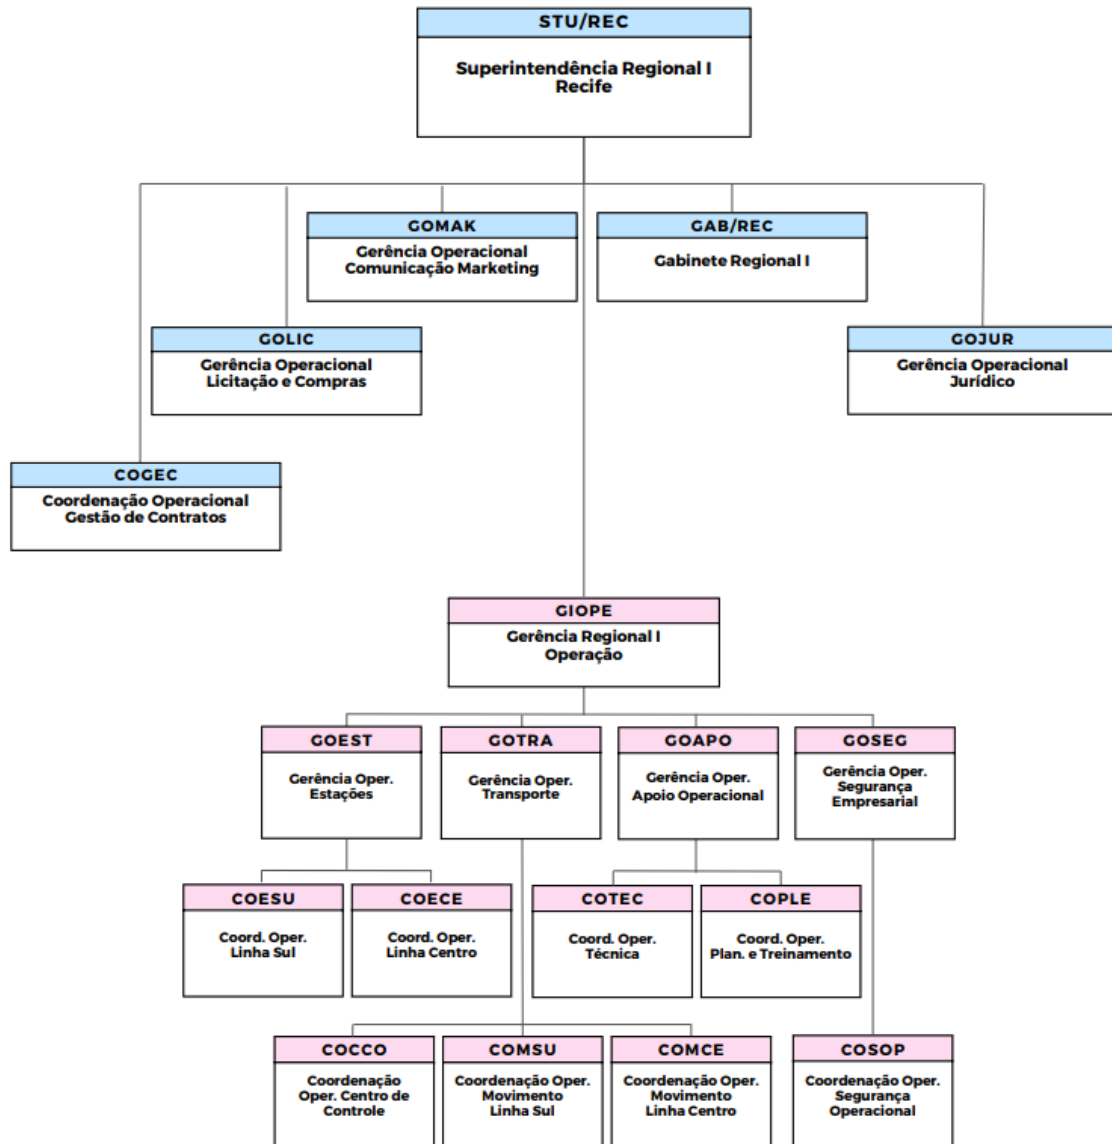 STU/REC
Superintendência Regional I
Recife
GOMAK
Gerência Operacional
Comunicação Marketing
GAB/REC
Gabinete Regional I
GOLIC
Gerência Operacional
Licitação e Compras
GOJUR
Gerência Operacional
Jurídico
COGEC
Coordenação Operacional
Gestão de Contratos
GIOPE
Gerência Regional I
Operação
GOEST
Gerência Oper.
Estações
GOTRA
Gerência Oper.
Transporte
GOAPO
Gerência Oper.
Apoio Operacional
GOSEG
Gerência Oper.
Segurança
Empresarial
COESU
Coord. Oper.
Linha Sul
COECE
Coord. Oper.
Linha Centro
COTEC
Coord. Oper.
Técnica
COPLE
Coord. Oper.
Plan. e Treinamento
COCCO
Coordenação
Oper. Centro de
Controle
COMSU
Coordenação Oper.
Movimento
Linha Sul
COMCE
Coordenação Oper.
Movimento
Linha Centro
COSOP
Coordenação Oper.
Segurança
Operacional